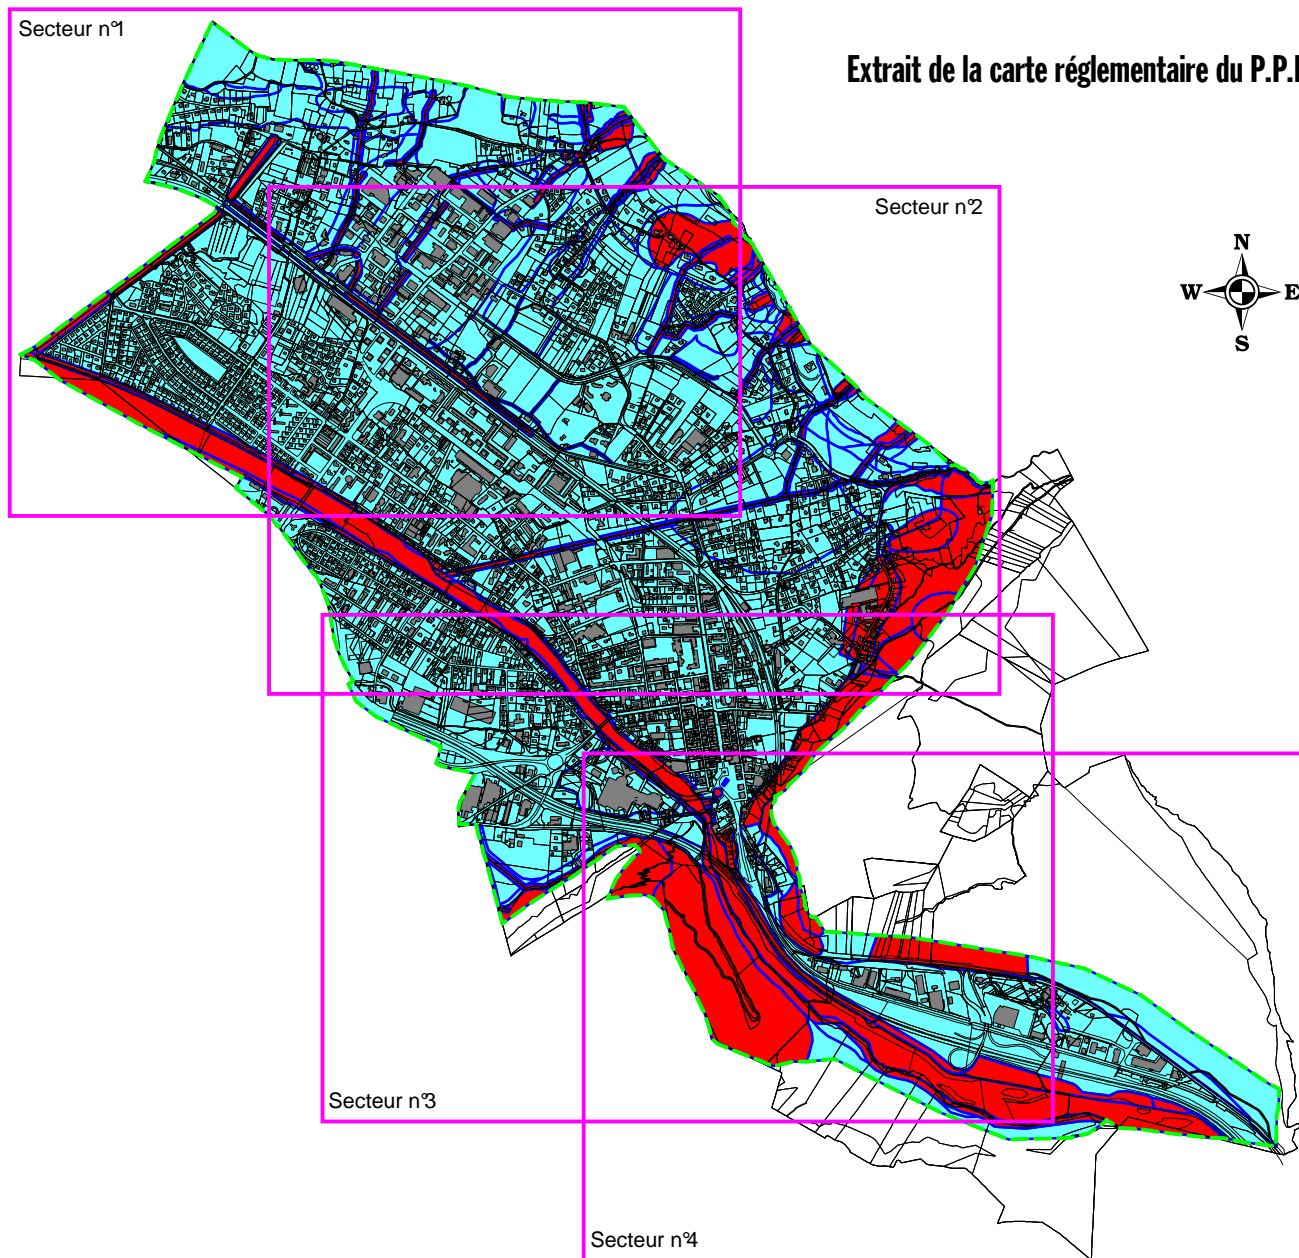 Secteur n°1
Extrait de la carte réglementaire du P.P.
Secteur n°2
N
W E
S
Secteur n°3
Secteur n°4